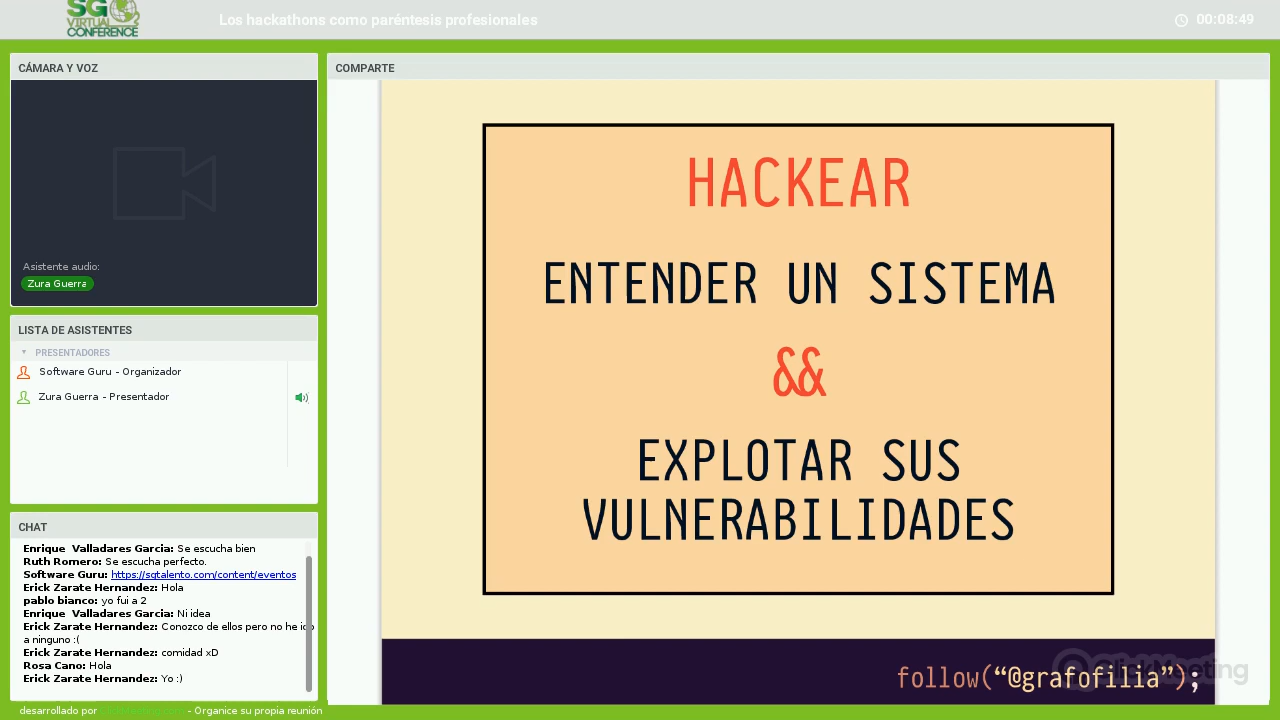 SG
VIRTUAL
CONFERENCE
Los hackathons como paréntesis profesionales
00:08:49
CÁMARA Y VOZ
Asistente audio:
Zura Guerra
LISTA DE ASISTENTES
PRESENTADORES
Software Guru - Organizador
Zura Guerra - Presentador
CHAT
Enrique Valladares Garcia: Se escucha bien
Ruth Romero: Se escucha perfecto.
Software Guru: https://sgtalento.com/content/eventos
Erick Zarate Hernandez: Hola
pablo bianco: yo fui a 2
Enrique Valladares Garcia: Ni idea
Erick Zarate Hernandez: Conozco de ellos pero no he ido
a ninguno :(
Erick Zarate Hernandez: comidad xD
Rosa Cano: Hola
Erick Zarate Hernandez: Yo :)
desarrollado por - Organice su propia reunión
COMPARTE
HACKEAR
ENTENDER UN SISTEMA
&&
EXPLOTAR SUS
VULNERABILIDADES
follow(“@grafofilia”);
ClickMeeting